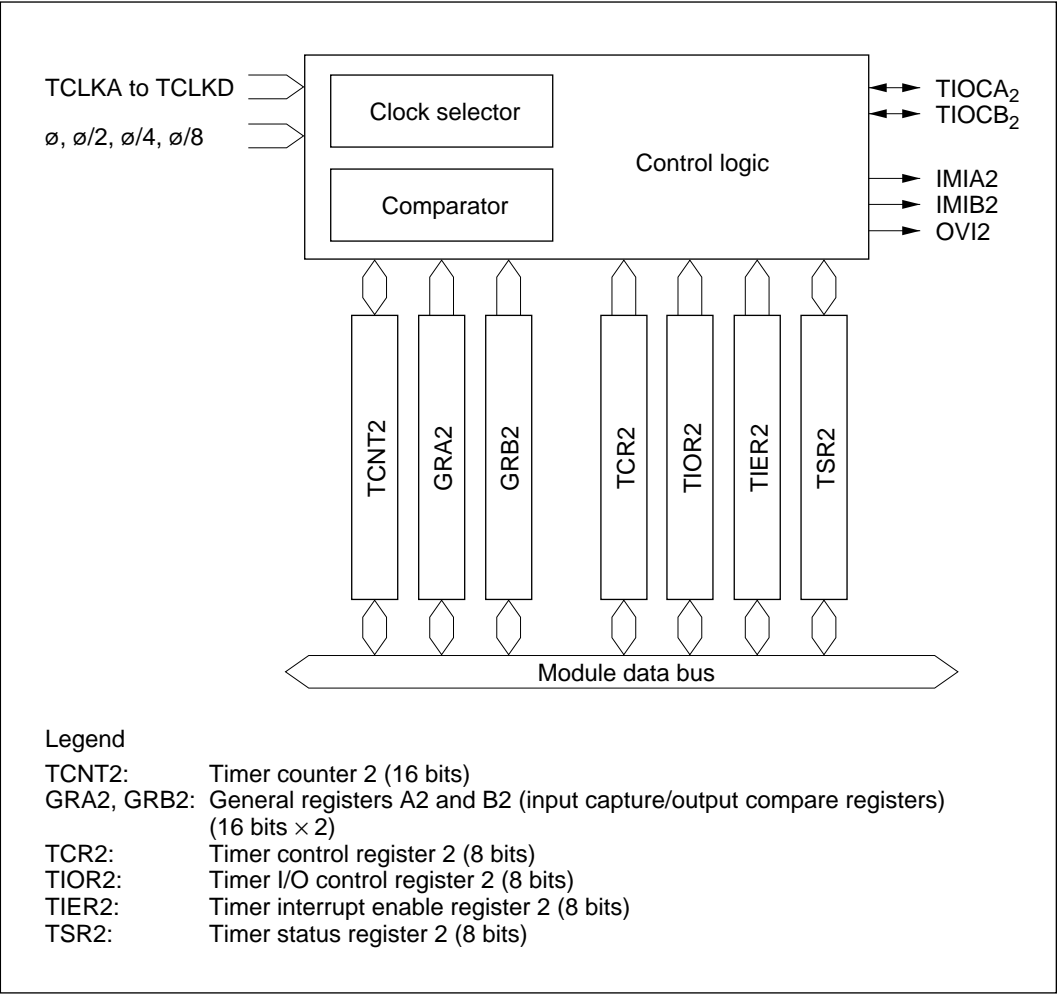 TCLKA to TCLKD
ø, ø/2, ø/4, ø/8
Clock selector
Comparator
Control logic
TIOCA₂
TIOCB₂
IMIA2
IMIB2
OVI2
TCNT2
GRA2
GRB2
TCR2
TIOR2
TIER2
TSR2
Module data bus
Legend
TCNT2: Timer counter 2 (16 bits)
GRA2, GRB2: General registers A2 and B2 (input capture/output compare registers)
(16 bits × 2)
TCR2: Timer control register 2 (8 bits)
TIOR2: Timer I/O control register 2 (8 bits)
TIER2: Timer interrupt enable register 2 (8 bits)
TSR2: Timer status register 2 (8 bits)